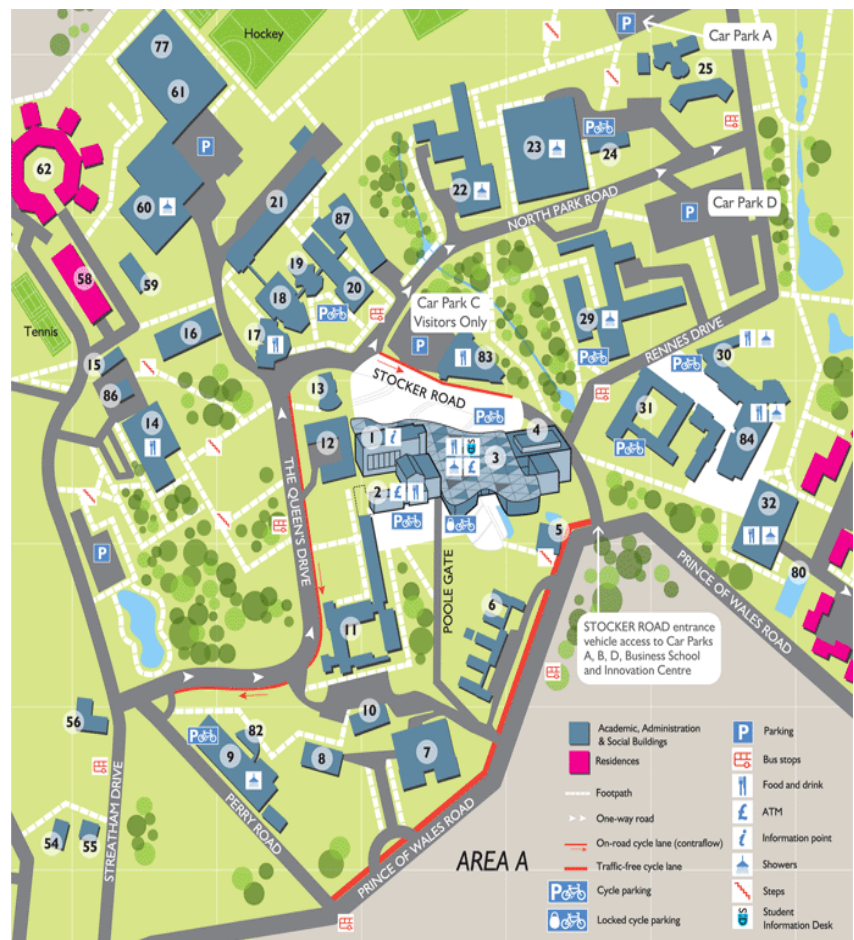 Hockey
77
61
P
Car Park A
25
P
23
24
62
22
21
60
87
NORTH PARK ROAD
P
Car Park D
58
59
19
20
18
16
17
P
Car Park C
Visitors Only
P
29
P
RENNES DRIVE
Tennis
15
86
14
13
83
STOCKER ROAD
P
30
P
31
P
84
12
1
i
3
4
2
£
£
P
32
THE QUEEN'S DRIVE
P
5
POOLE GATE
6
PRINCE OF WALES ROAD
80
STOCKER ROAD entrance
vehicle access to Car Parks
A, B, D, Business School
and Innovation Centre
11
56
10
82
P
9
8
7
54
55
STREATHAM DRIVE
PERRY ROAD
PRINCE OF WALES ROAD
AREA A
Academic, Administration
& Social Buildings
Residences
Footpath
One-way road
On-road cycle lane (contraflow)
Traffic-free cycle lane
P
Cycle parking
Locked cycle parking
P
Parking
Bus stops
Food and drink
£
ATM
i
Information point
Showers
Steps
Student
Information Desk